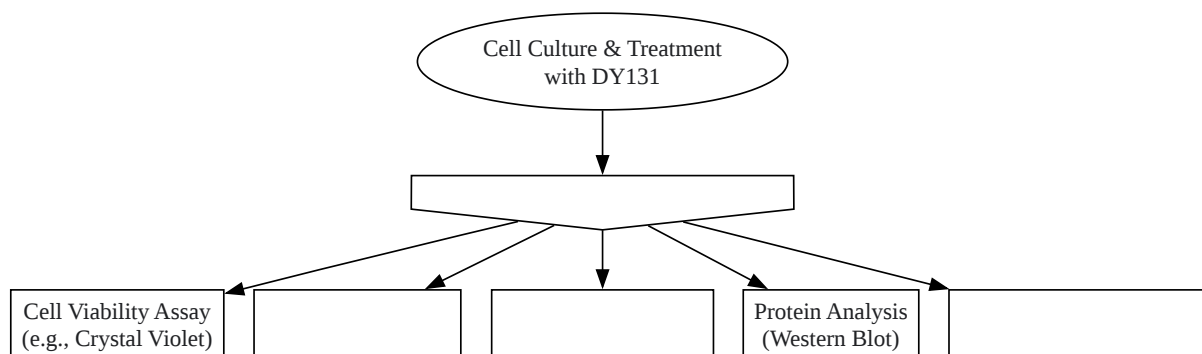 Cell Culture & Treatment
with DY131
Cell Viability Assay
(e.g., Crystal Violet)
Protein Analysis
(Western Blot)